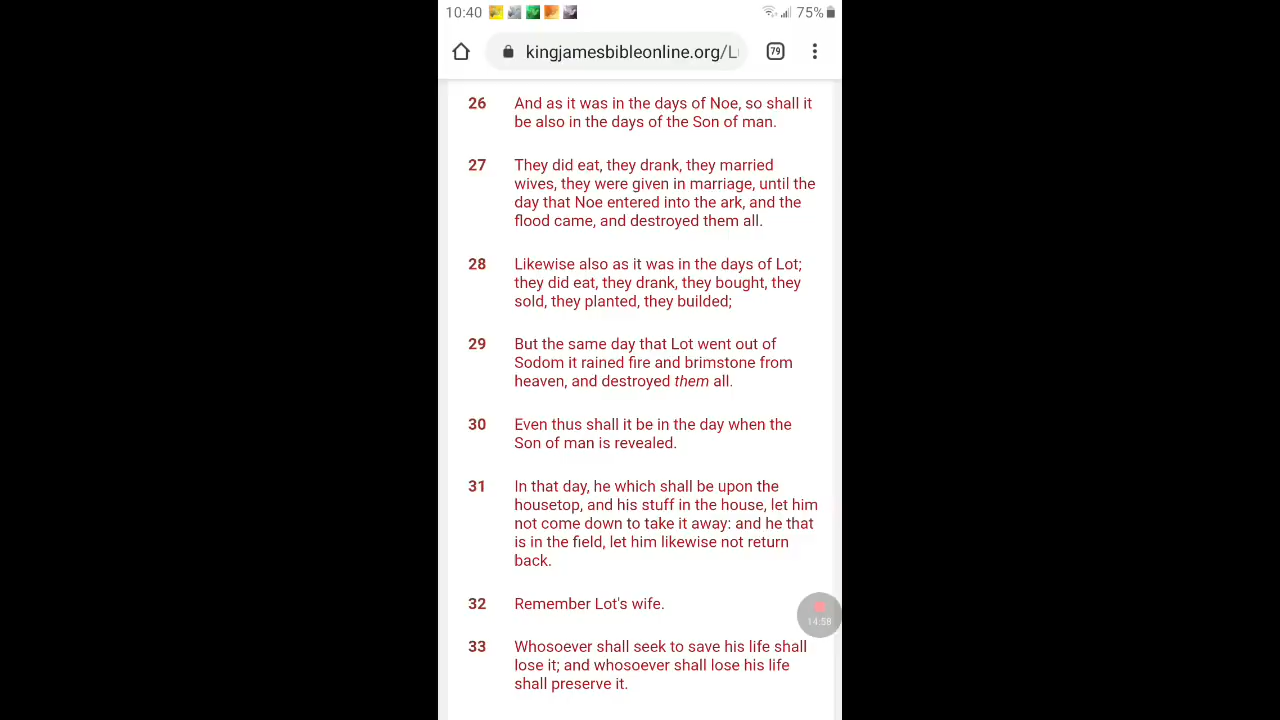 10:40
75%
kingjamesbibleonline.org/L
79
26 And as it was in the days of Noe, so shall it
be also in the days of the Son of man.
27 They did eat, they drank, they married
wives, they were given in marriage, until the
day that Noe entered into the ark, and the
flood came, and destroyed them all.
28 Likewise also as it was in the days of Lot;
they did eat, they drank, they bought, they
sold, they planted, they builded;
29 But the same day that Lot went out of
Sodom it rained fire and brimstone from
heaven, and destroyed them all.
30 Even thus shall it be in the day when the
Son of man is revealed.
31 In that day, he which shall be upon the
housetop, and his stuff in the house, let him
not come down to take it away: and he that
is in the field, let him likewise not return
back.
32 Remember Lot's wife.
14:59
33 Whosoever shall seek to save his life shall
lose it; and whosoever shall lose his life
shall preserve it.